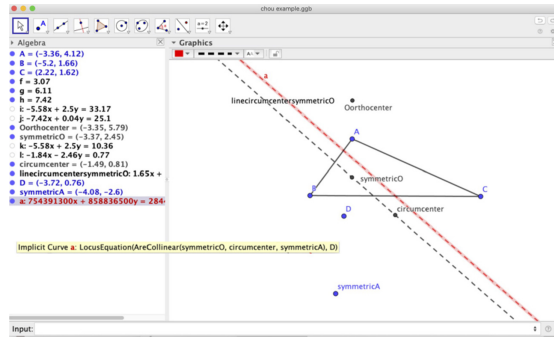 chou example.ggb
A
a=2
Algebra
Graphics
A = (−3.36, 4.12)
B = (−5.2, 1.66)
C = (2.22, 1.62)
f = 3.07
g = 6.11
h = 7.42
i: −5.58x + 2.5y = 33.17
j: −7.42x + 0.04y = 25.1
Oorthocenter = (−3.35, 5.79)
symmetricO = (−3.37, 2.45)
k: −5.58x + 2.5y = 10.36
l: −1.84x − 2.46y = 0.77
circumcenter = (−1.49, 0.81)
linecircumcentersymmetricO: 1.65x +
D = (−3.72, 0.76)
symmetricA = (−4.08, −2.6)
a: 754391300x + 858836500y = 284
a
linecircumcentersymmetricO
Oorthocenter
A
symmetricO
B
C
circumcenter
D
symmetricA
Implicit Curve a: LocusEquation(AreCollinear(symmetricO, circumcenter, symmetricA), D)
Input: